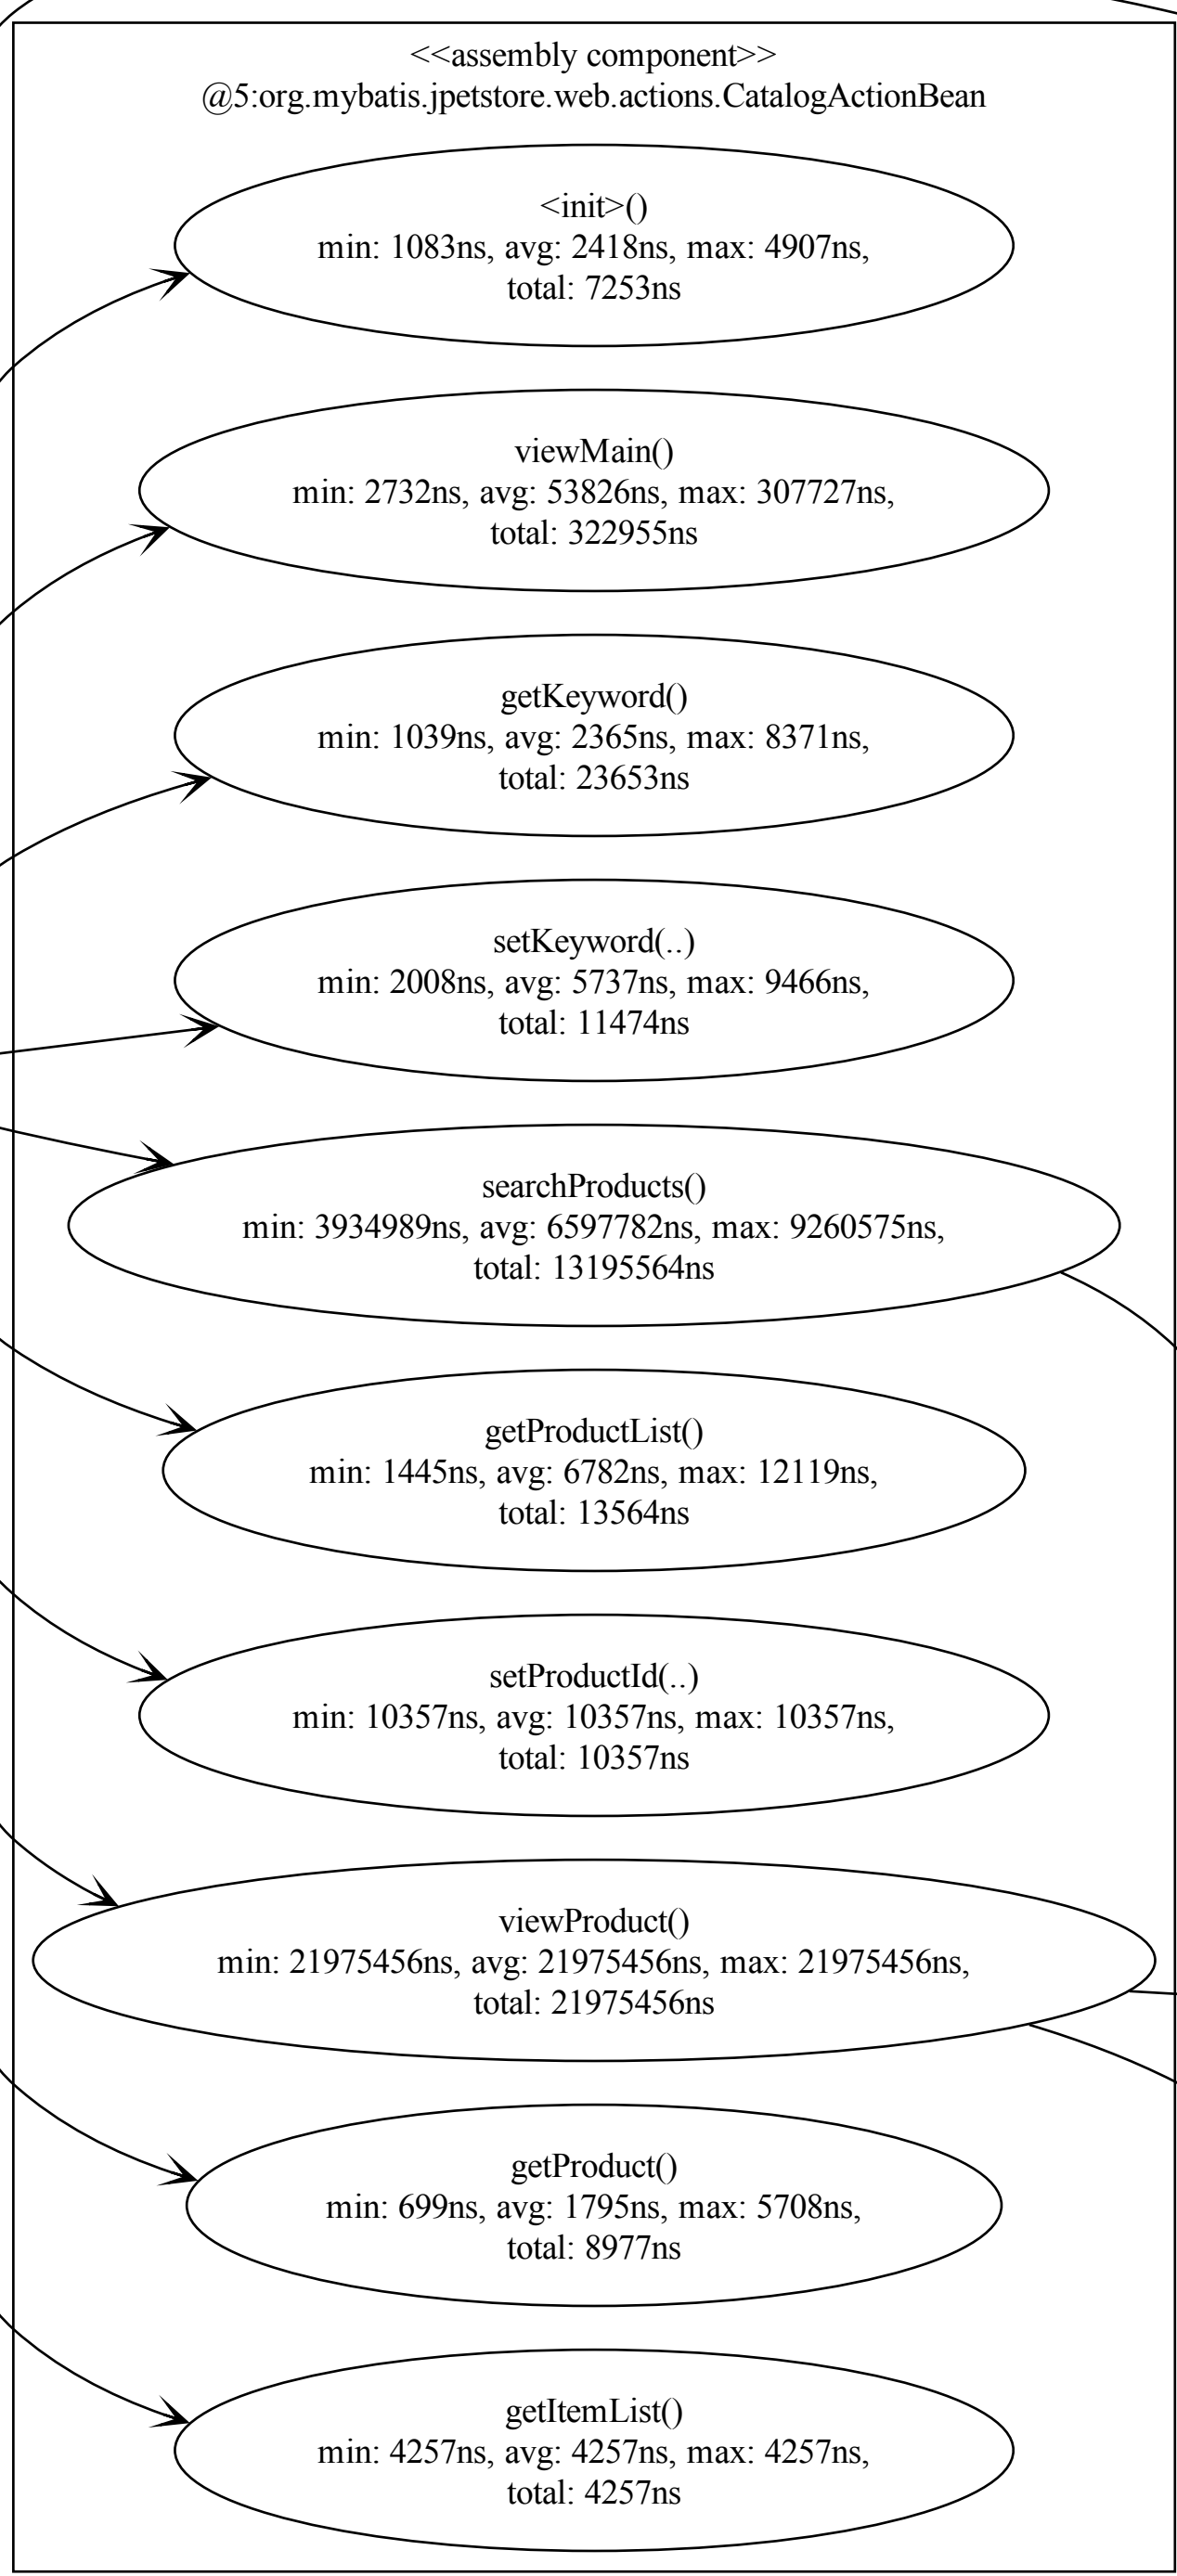 <<assembly component>>
@5:org.mybatis.jpetstore.web.actions.CatalogActionBean
<init>()
min: 1083ns, avg: 2418ns, max: 4907ns,
total: 7253ns
viewMain()
min: 2732ns, avg: 53826ns, max: 307727ns,
total: 322955ns
getKeyword()
min: 1039ns, avg: 2365ns, max: 8371ns,
total: 23653ns
setKeyword(..)
min: 2008ns, avg: 5737ns, max: 9466ns,
total: 11474ns
searchProducts()
min: 3934989ns, avg: 6597782ns, max: 9260575ns,
total: 13195564ns
getProductList()
min: 1445ns, avg: 6782ns, max: 12119ns,
total: 13564ns
setProductId(..)
min: 10357ns, avg: 10357ns, max: 10357ns,
total: 10357ns
viewProduct()
min: 21975456ns, avg: 21975456ns, max: 21975456ns,
total: 21975456ns
getProduct()
min: 699ns, avg: 1795ns, max: 5708ns,
total: 8977ns
getItemList()
min: 4257ns, avg: 4257ns, max: 4257ns,
total: 4257ns